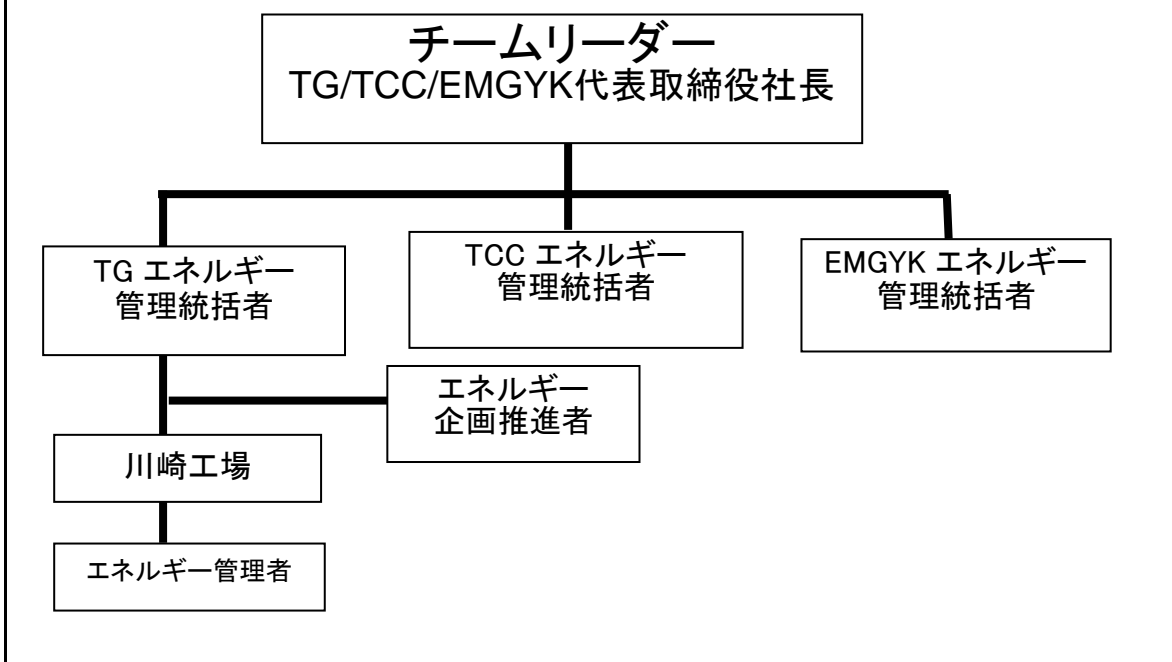 チームリーダー
TG/TCC/EMGYK代表取締役社長
TG エネルギー
管理統括者
TCC エネルギー
管理統括者
EMGYK エネルギー
管理統括者
エネルギー
企画推進者
川崎工場
エネルギー管理者